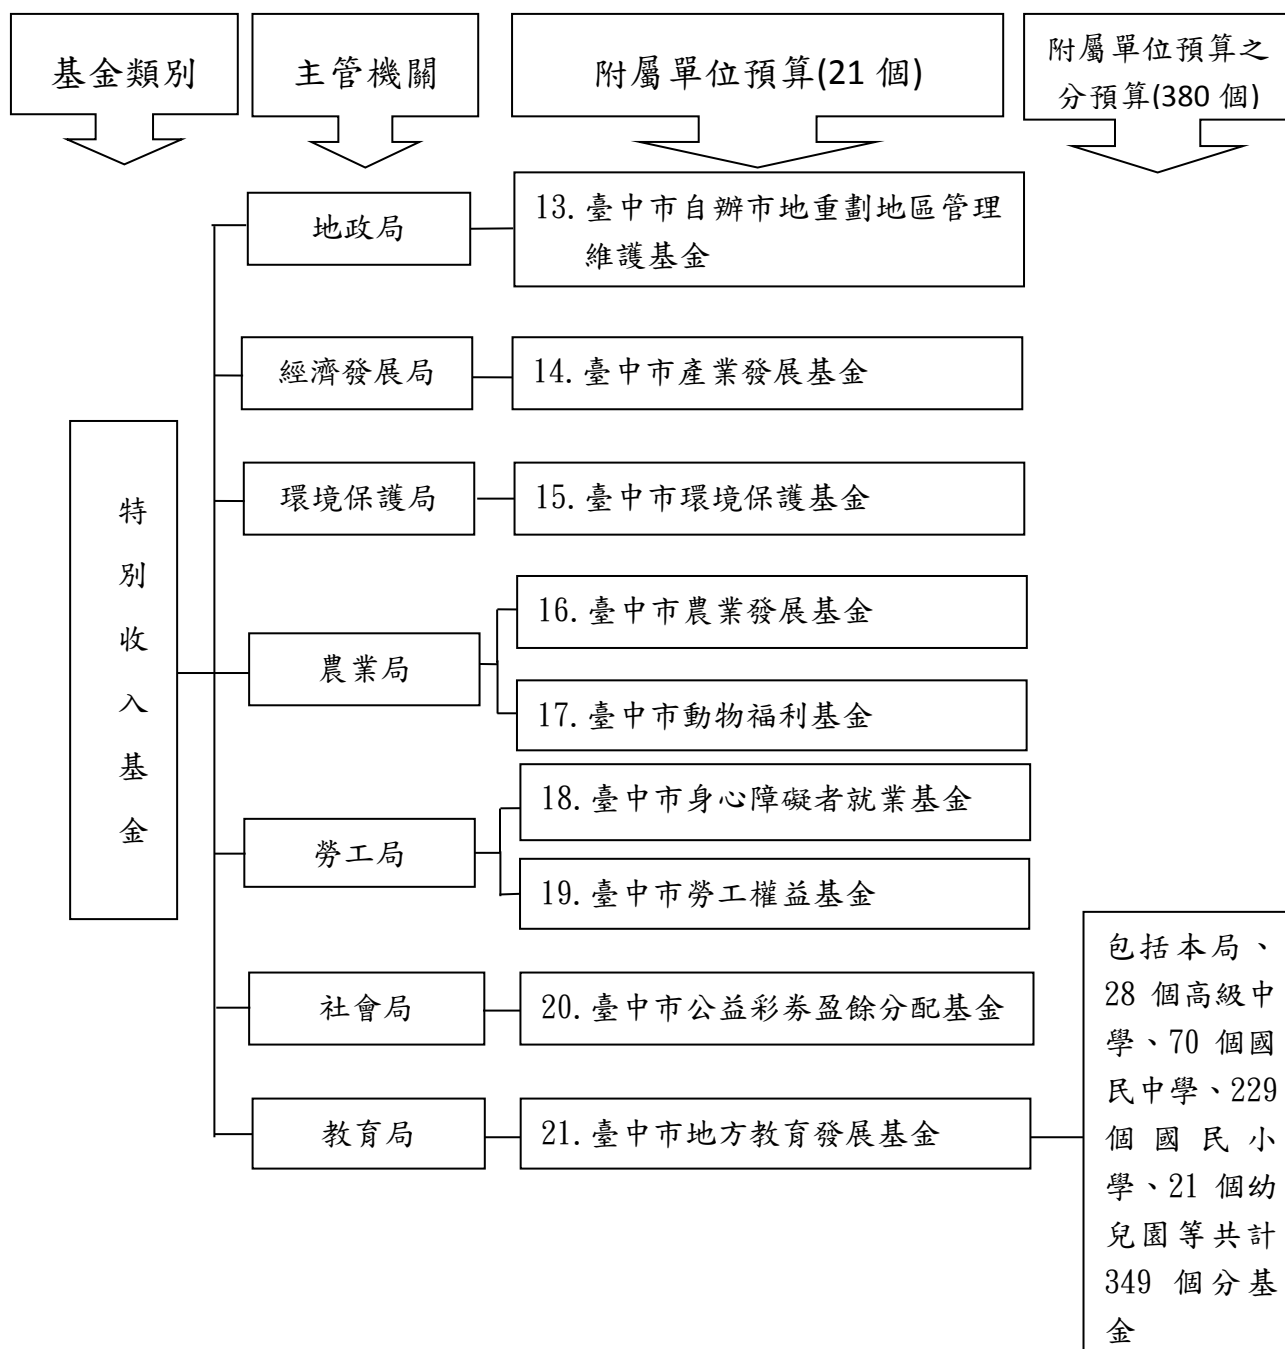 基金類別
主管機關
附屬單位預算(21 個)
附屬單位預算之
分預算(380 個)
特
別
收
入
基
金
地政局
13. 臺中市自辦市地重劃地區管理
維護基金
經濟發展局
14. 臺中市產業發展基金
環境保護局
15. 臺中市環境保護基金
農業局
16. 臺中市農業發展基金
17. 臺中市動物福利基金
勞工局
18. 臺中市身心障礙者就業基金
19. 臺中市勞工權益基金
社會局
20. 臺中市公益彩券盈餘分配基金
教育局
21. 臺中市地方教育發展基金
包括本局、
28 個高級中
學、70 個國
民中學、229
個國民小
學、21 個幼
兒園等共計
349 個分基
金